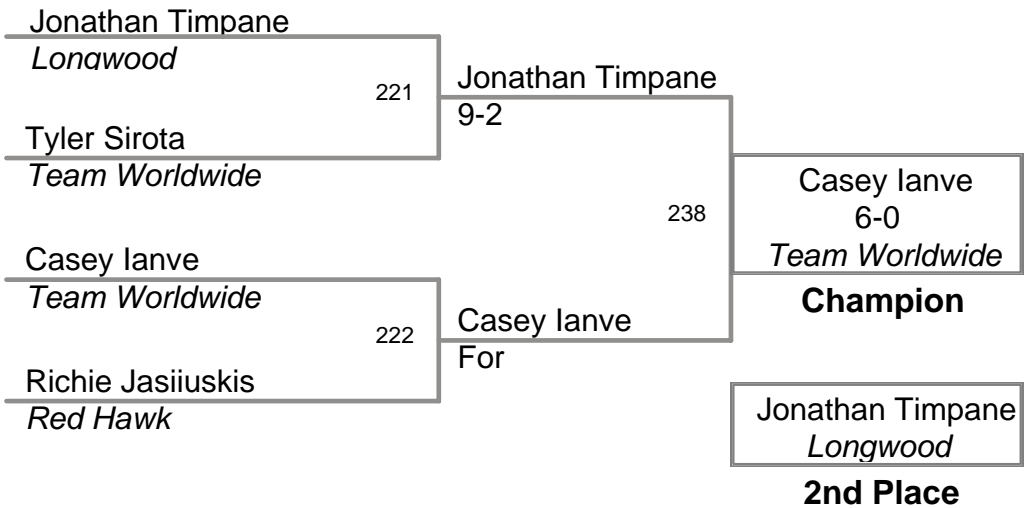 Jonathan Timpane
Longwood
221
Jonathan Timpane
9-2
Tyler Sirota
Team Worldwide
238
Casey Ianve
6-0
Team Worldwide
Champion
Casey Ianve
Team Worldwide
222
Casey Ianve
For
Richie Jasiiuskis
Red Hawk
Jonathan Timpane
Longwood
2nd Place